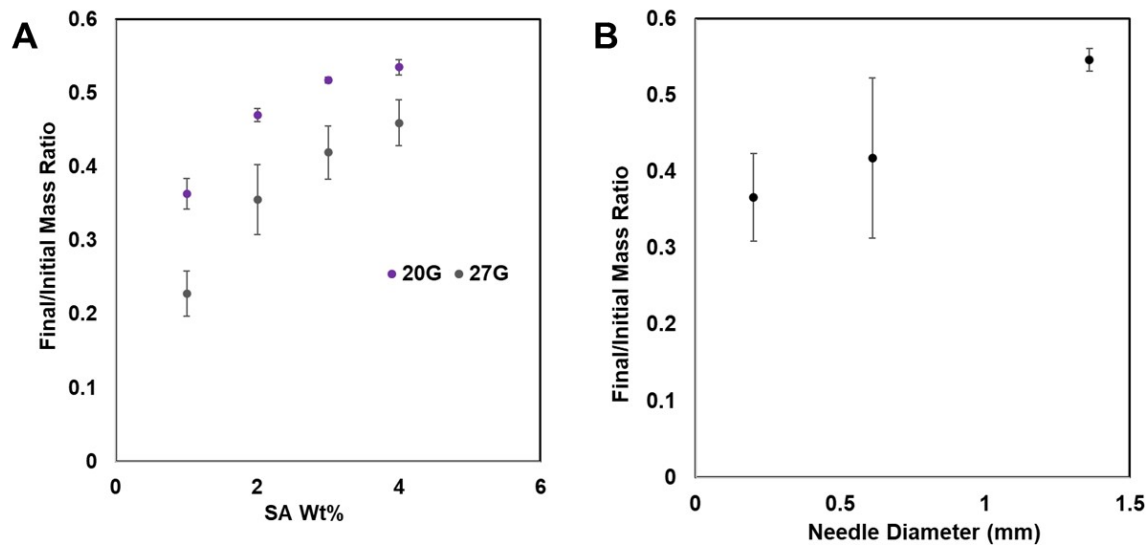 A
Final/Initial Mass Ratio
0.6
0.5
0.4
0.3
0.2
0.1
0
20G 27G
0 2 4 6
SA Wt%
B
Final/Initial Mass Ratio
0.6
0.5
0.4
0.3
0.2
0.1
0
0 0.5 1 1.5
Needle Diameter (mm)